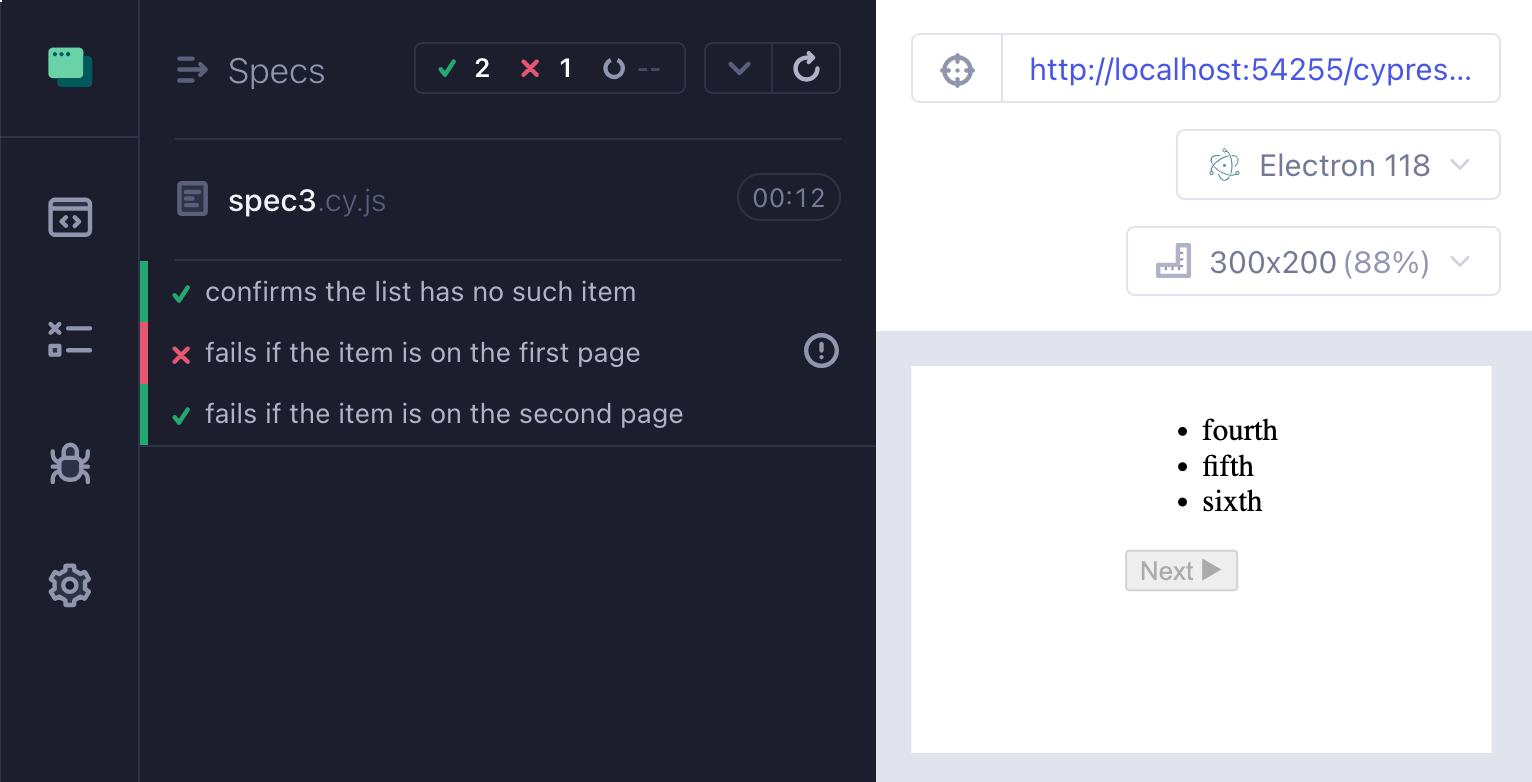 Specs
2
1
--
spec3.cy.js
00:12
confirms the list has no such item
fails if the item is on the first page
fails if the item is on the second page
http://localhost:54255/cypres...
Electron 118
300x200 (88%)
• fourth
• fifth
• sixth
Next ▶